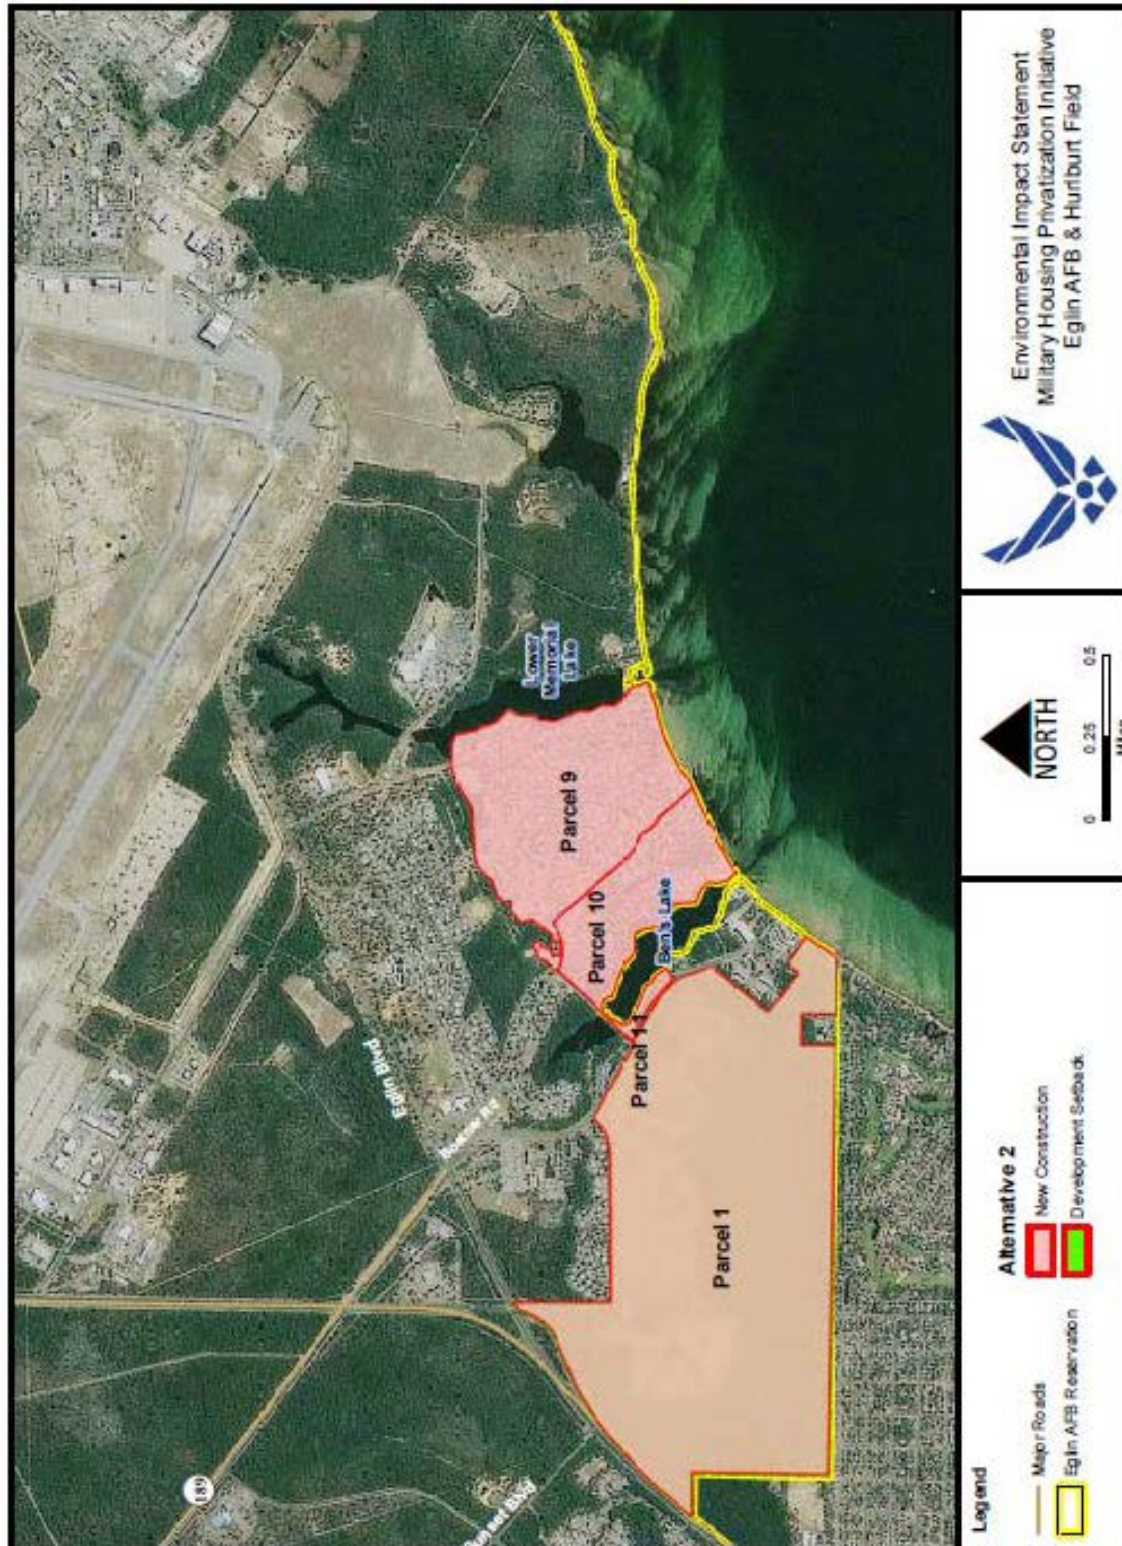 Lower
Memorial
Lake
Parcel 9
Parcel 10
Ben's Lake
Parcel 11
Eglin Blvd
Parcel 1
189
Legend
Major Roads
Eglin AFB Reservation
Alternative 2
New Construction
Development Setback
NORTH
0 0.25 0.5
Environmental Impact Statement
Military Housing Privatization Initiative
Eglin AFB & Hurlburt Field